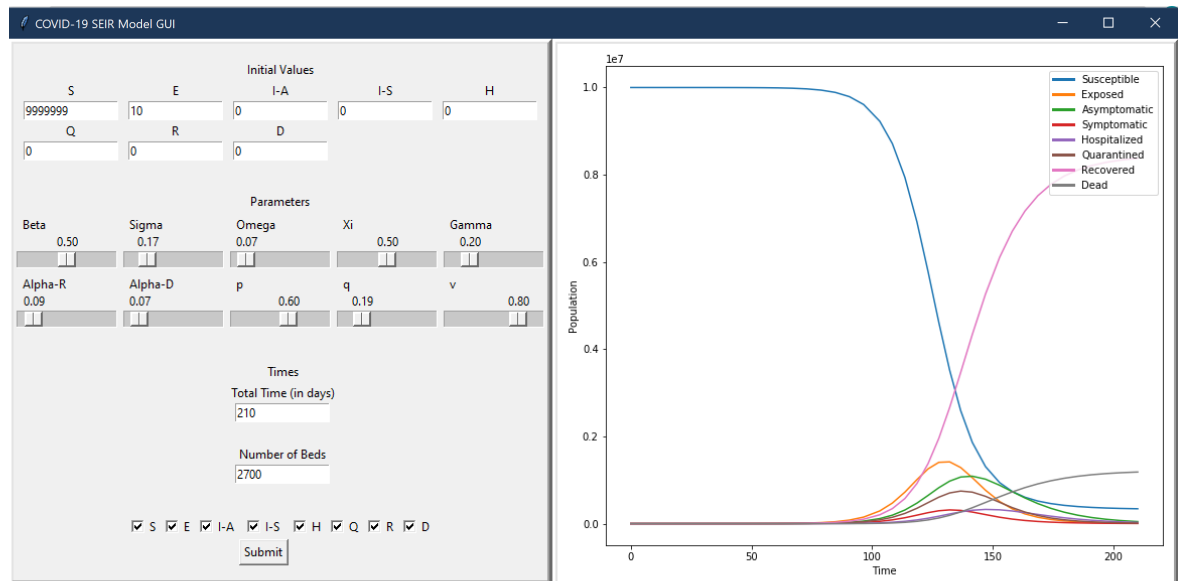 COVID-19 SEIR Model GUI
Initial Values
S E I-A I-S H
9999999 10 0 0 0
Q R D
0 0 0
Parameters
Beta Sigma Omega Xi Gamma
0.50 0.17 0.07 0.50 0.20
Alpha-R Alpha-D p q v
0.09 0.07 0.60 0.19 0.80
Times
Total Time (in days)
210
Number of Beds
2700
S E I-A I-S H Q R D
Submit
1e7
1.0
0.8
0.6
0.4
0.2
0.0
Population
0 50 100 150 200
Time
Susceptible
Exposed
Asymptomatic
Symptomatic
Hospitalized
Quarantined
Recovered
Dead